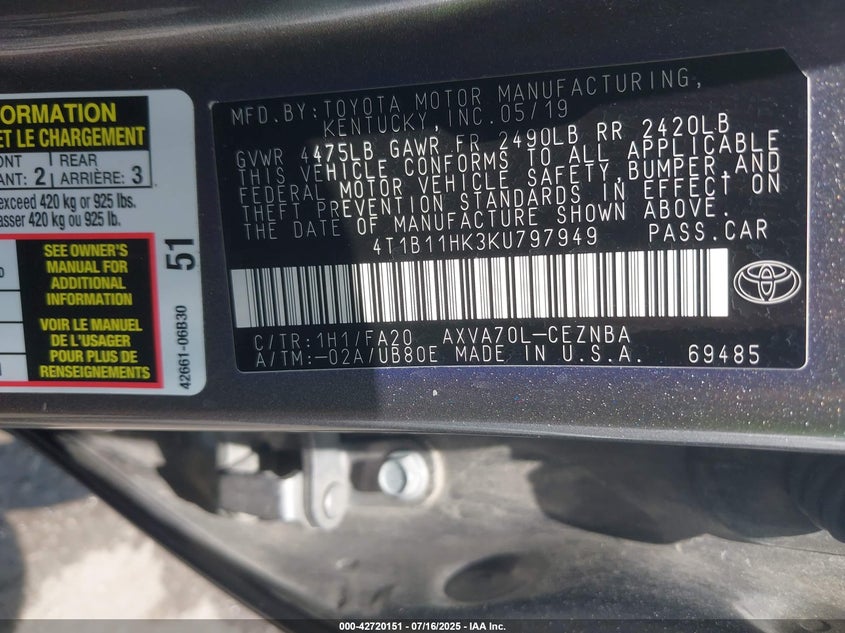 ORMATION
ET LE CHARGEMENT
ONT | REAR
ANT: 2 | ARRIÈRE: 3
exceed 420 kg or 925 lbs.
asser 420 kg ou 925 lb.
SEE OWNER'S
MANUAL FOR
ADDITIONAL
INFORMATION
VOIR LE MANUEL
DE L'USAGER
POUR PLUS DE
RENSEIGNEMENTS
51
42661-06B30
MFD.BY:TOYOTA MOTOR MANUFACTURING,
KENTUCKY, INC.05/19
GVWR 4475LB GAWR FR 2490LB RR 2420LB
THIS VEHICLE CONFORMS TO ALL APPLICABLE
FEDERAL MOTOR VEHICLE SAFETY,BUMPER,AND
THEFT PREVENTION STANDARDS IN EFFECT ON
THE DATE OF MANUFACTURE SHOWN ABOVE.
4T1B11HK3KU797949 PASS.CAR
C/TR:1H1/FA20 AXVA70L-CEZNBA
A/TM:-02A/UB80E MADE IN U.S.A. 69485
000-42720151 - 07/16/2025 - IAA Inc.